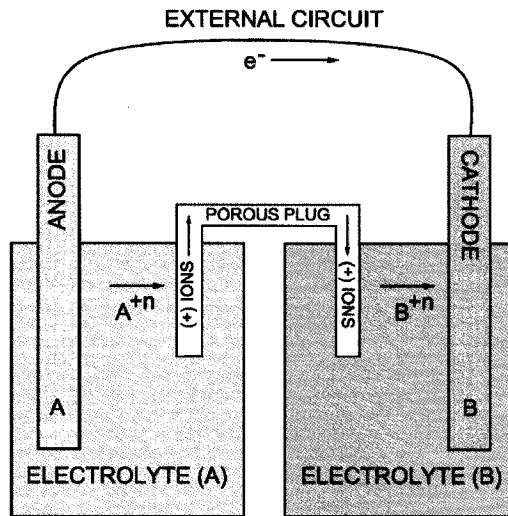 EXTERNAL CIRCUIT
e⁻
ANODE
CATHODE
POROUS PLUG
(+) IONS
(+) IONS
A⁺ⁿ
B⁺ⁿ
A
B
ELECTROLYTE (A)
ELECTROLYTE (B)